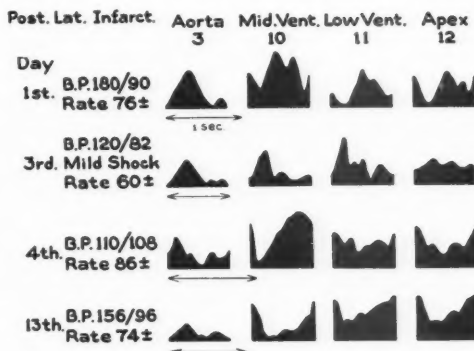 Post. Lat. Infarct. Aorta Mid.Vent. Low Vent. Apex
3 10 11 12
Day
1st. B.P.180/90
Rate 76±
1 sec.
B.P.120/82
3rd. Mild Shock
Rate 60±
4th. B.P.110/108
Rate 86±
13th. B.P.156/96
Rate 74±